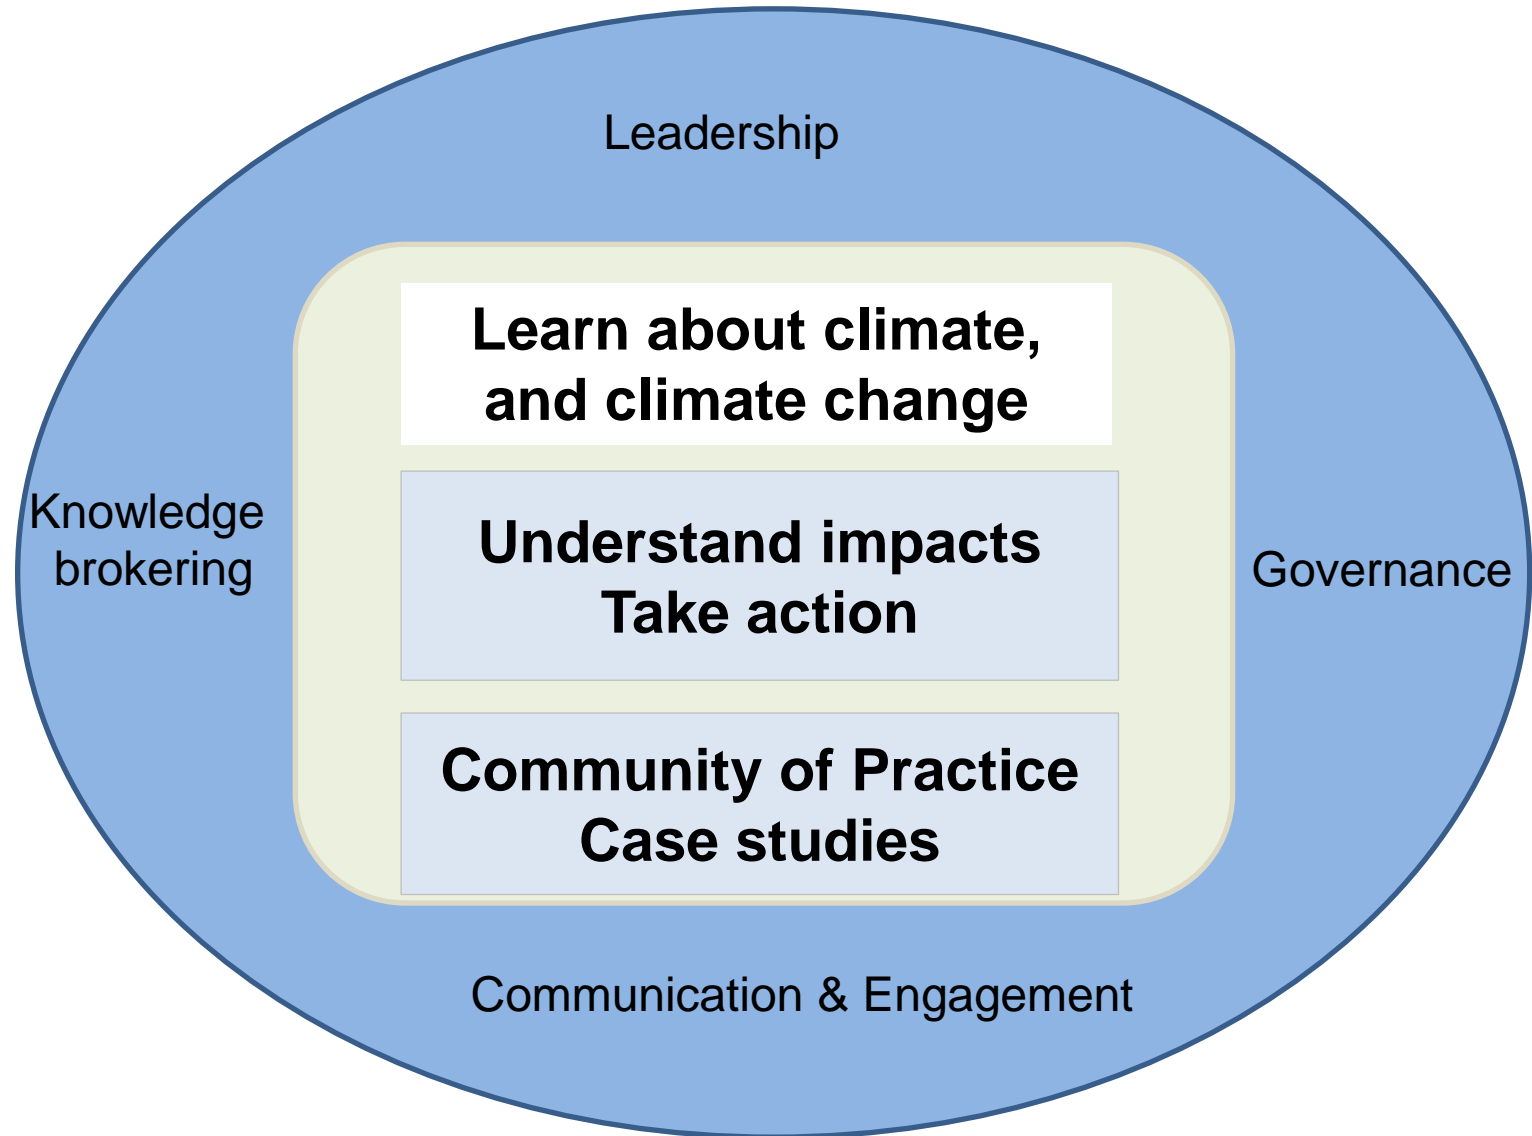 Leadership
Learn about climate,
and climate change
Knowledge
brokering
Understand impacts
Take action
Governance
Community of Practice
Case studies
Communication & Engagement